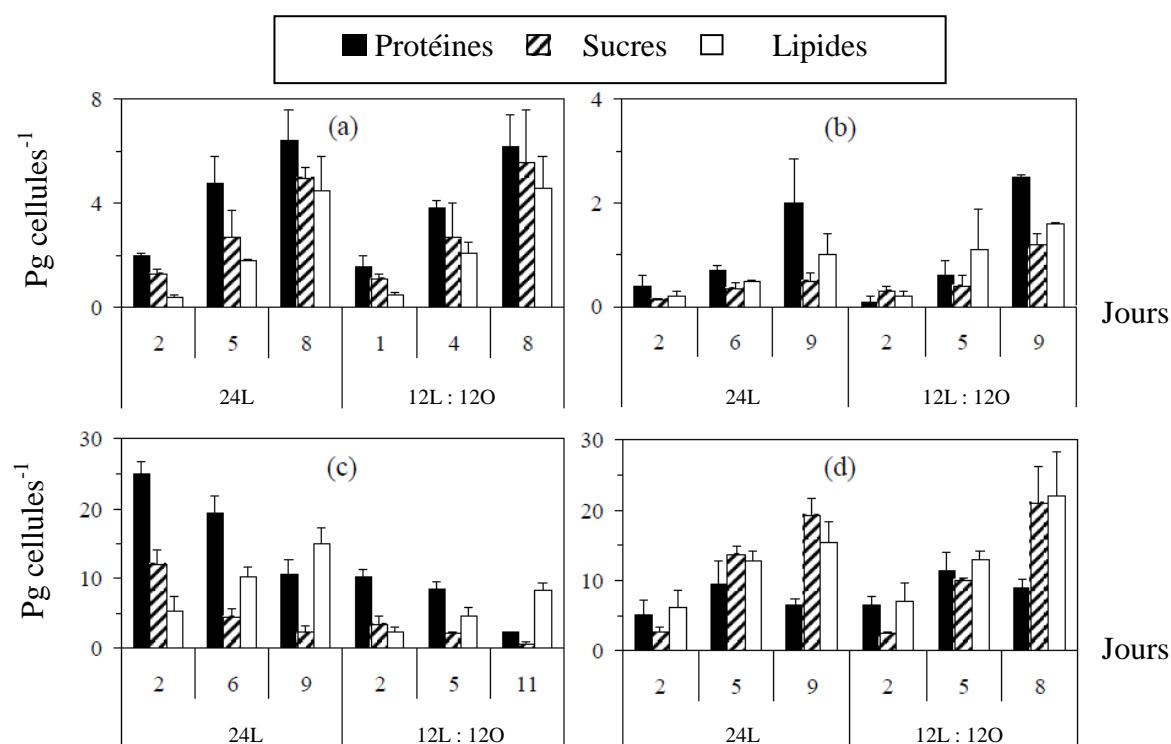 Protéines Sucres Lipides
Pg cellules-1
8
4
0
(a)
2 5 8 1 4 8
24L 12L : 12O
4
2
0
(b)
2 6 9 2 5 9
24L 12L : 12O
Jours
Pg cellules-1
30
20
10
0
(c)
2 6 9 2 5 11
24L 12L : 12O
30
20
10
0
(d)
2 5 9 2 5 8
24L 12L : 12O
Jours